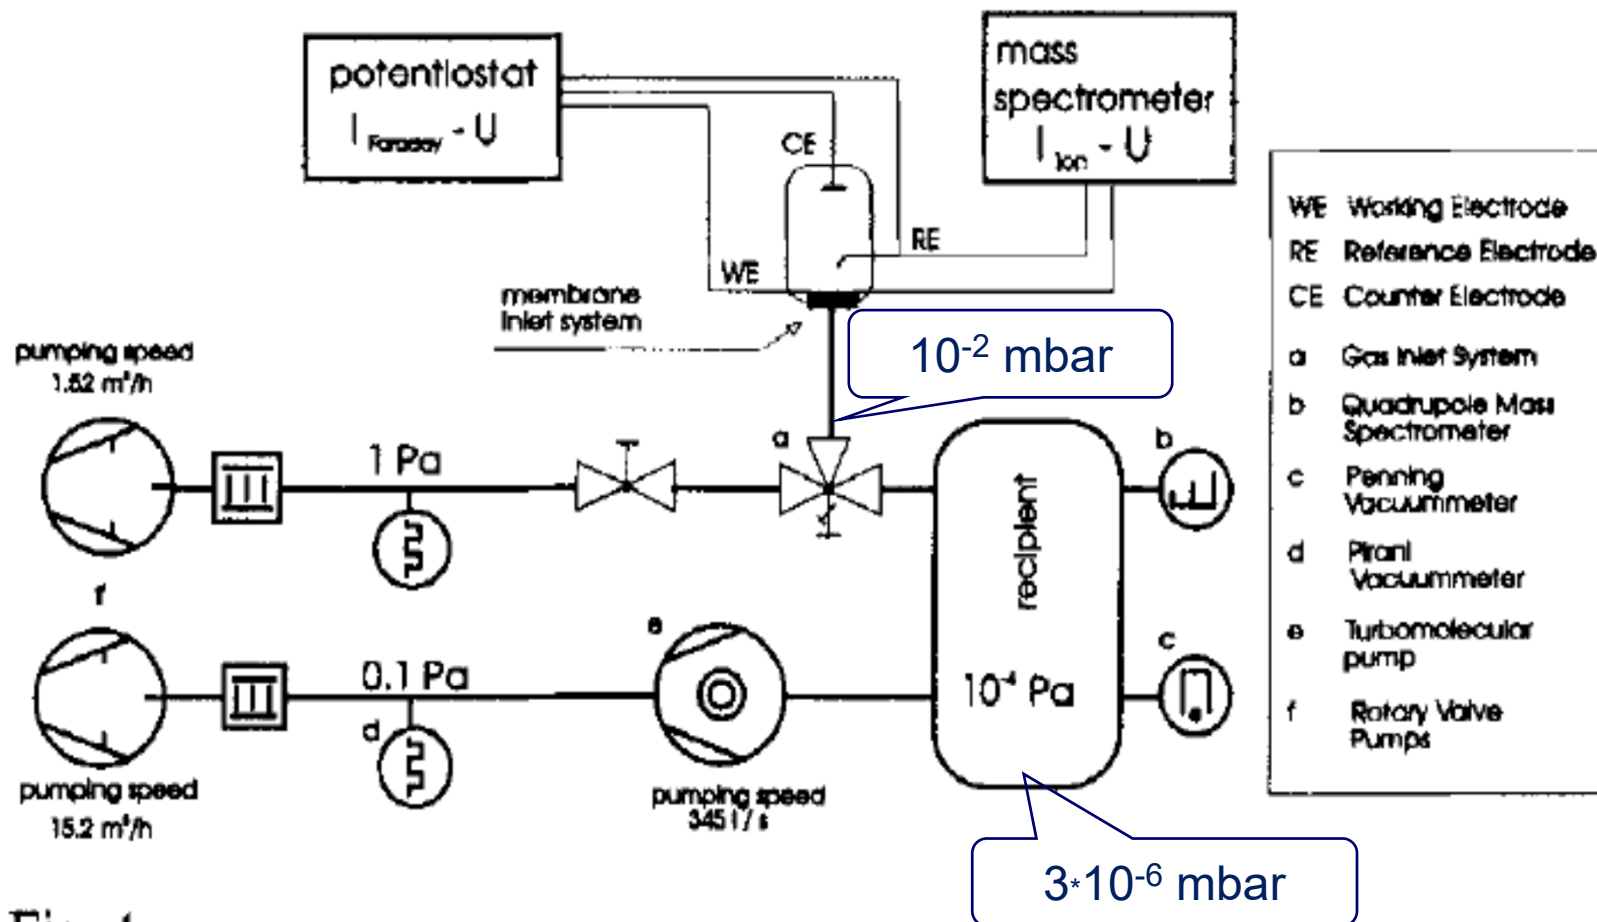 potentiostat
I Faraday - U
mass
spectrometer
I Ion - U
CE
RE
WE
membrane
inlet system
10-2 mbar
pumping speed
1.52 m³/h
1 Pa
a
b
recipient
f
e
c
0.1 Pa
d
10-4 Pa
pumping speed
15.2 m³/h
pumping speed
345 l / s
3*10-6 mbar
WE Working Electrode
RE Reference Electrode
CE Counter Electrode
a Gas Inlet System
b Quadrupole Mass
Spectrometer
c Penning
Vacuummeter
d Pirani
Vacuummeter
e Turbomolecular
pump
f Rotary Valve
Pumps